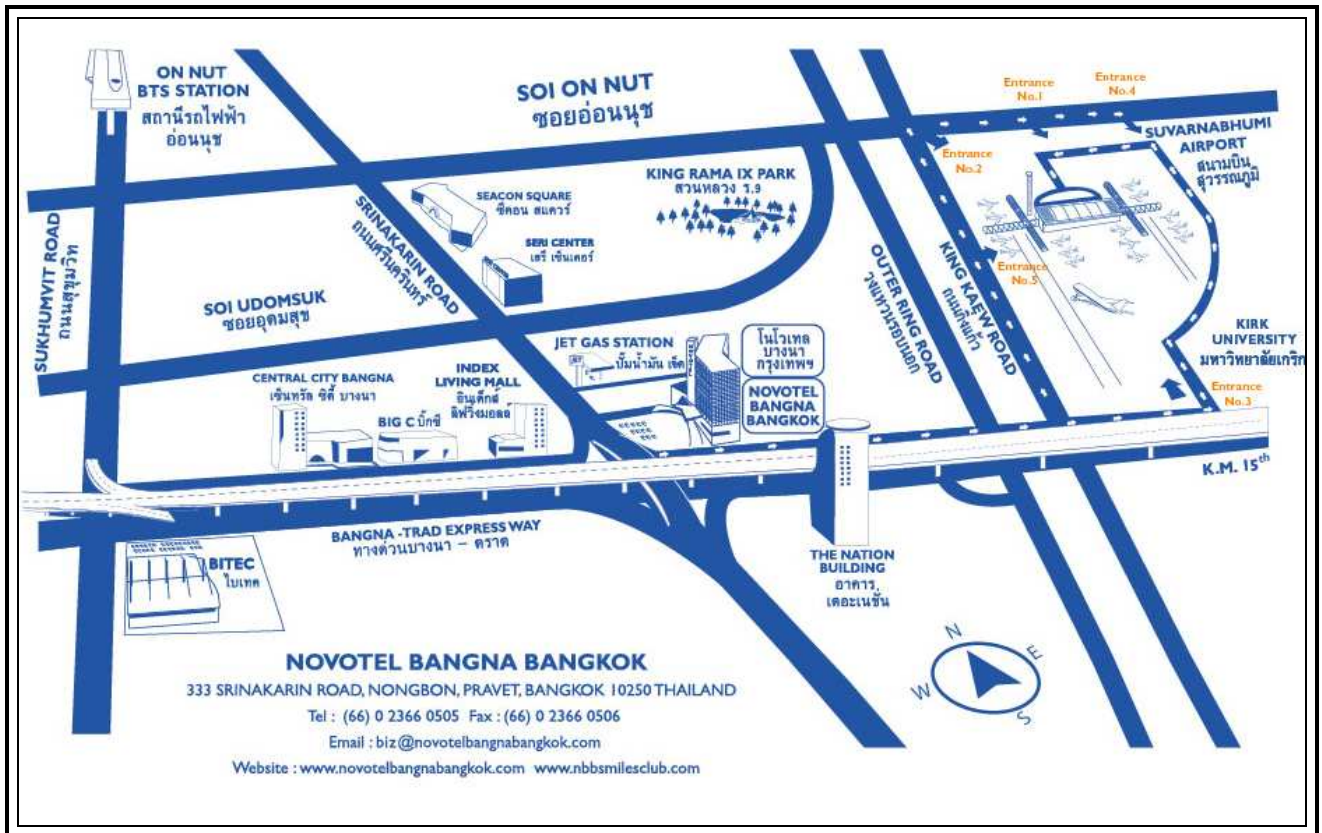 ON NUT
BTS STATION
สถานีรถไฟฟ้า
อ่อนนุช
SOI ON NUT
ซอยอ่อนนุช
Entrance
No.1
Entrance
No.4
SUVARNABHUMI
AIRPORT
สนามบิน
สุวรรณภูมิ
Entrance
No.2
KING RAMA IX PARK
สวนหลวง ร.9
SEACON SQUARE
ซีคอน สแควร์
SERI CENTER
เสรี เซ็นเตอร์
SUKHUMVIT ROAD
ถนนสุขุมวิท
SRINAKARIN ROAD
ถนนศรีนครินทร์
SOI UDOMSUK
ซอยอุดมสุข
OUTER RING ROAD
วงแหวนรอบนอก
KING KAEW ROAD
ถนนกิ่งแก้ว
Entrance
No.5
KIRK
UNIVERSITY
มหาวิทยาลัยเกริก
Entrance
No.3
JET GAS STATION
ปั๊มน้ำมัน เจ็ต
โนโวเทล
บางนา
กรุงเทพฯ
NOVOTEL
BANGNA
BANGKOK
CENTRAL CITY BANGNA
เซ็นทรัล ซิตี้ บางนา
BIG C บิ๊กซี
INDEX
LIVING MALL
อินเด็กส์
ลิฟวิ่งมอลล์
K.M. 15th
BANGNA -TRAD EXPRESS WAY
ทางด่วนบางนา – ตราด
BITEC
ไบเทค
THE NATION
BUILDING
อาคาร
เดอะเนชั่น
N
E
W
S
NOVOTEL BANGNA BANGKOK
333 SRINAKARIN ROAD, NONGBON, PRAVET, BANGKOK 10250 THAILAND
Tel : (66) 0 2366 0505 Fax : (66) 0 2366 0506
Email : biz@novotelbangnabangkok.com
Website : www.novotelbangnabangkok.com www.nbbsmilesclub.com